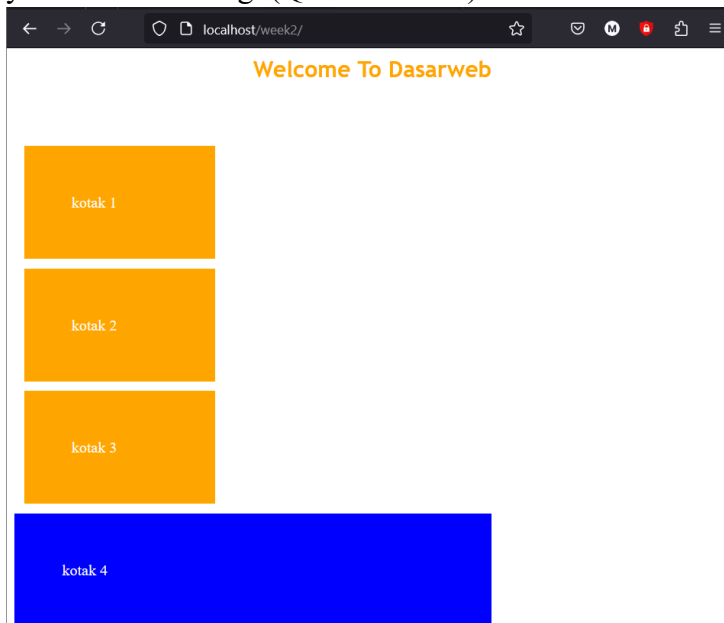 localhost/week2/
M
Welcome To Dasarweb
kotak 1
kotak 2
kotak 3
kotak 4